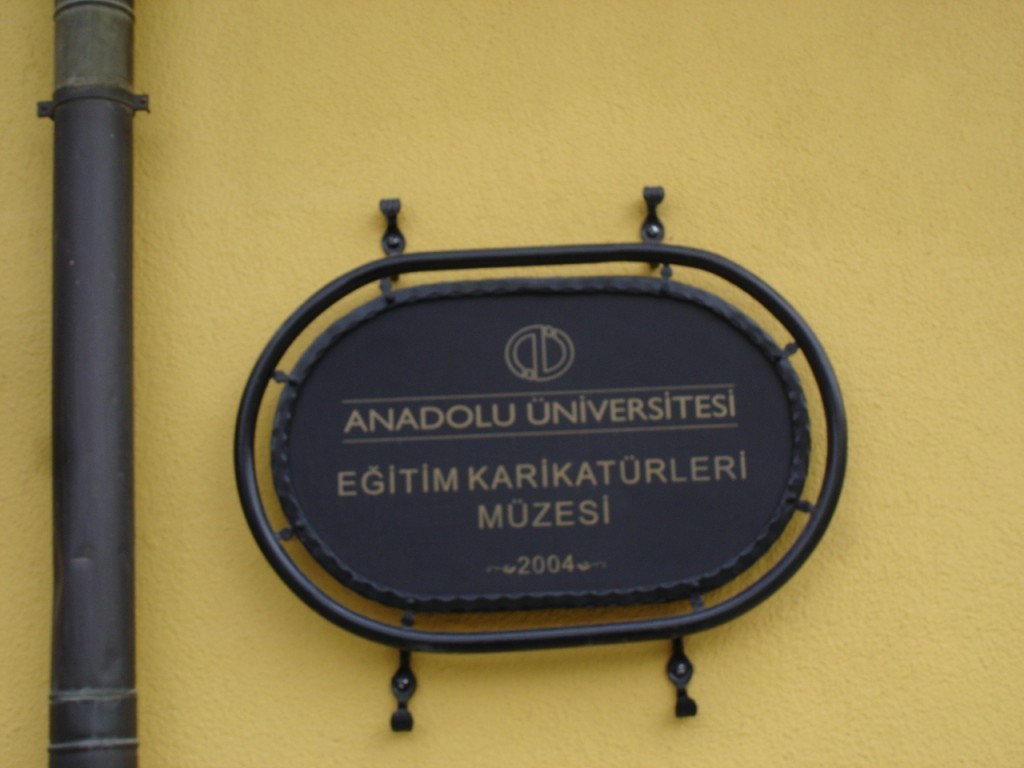 ANADOLU ÜNİVERSİTESİ
EĞİTİM KARİKATÜRLERİ
MÜZESİ
2004